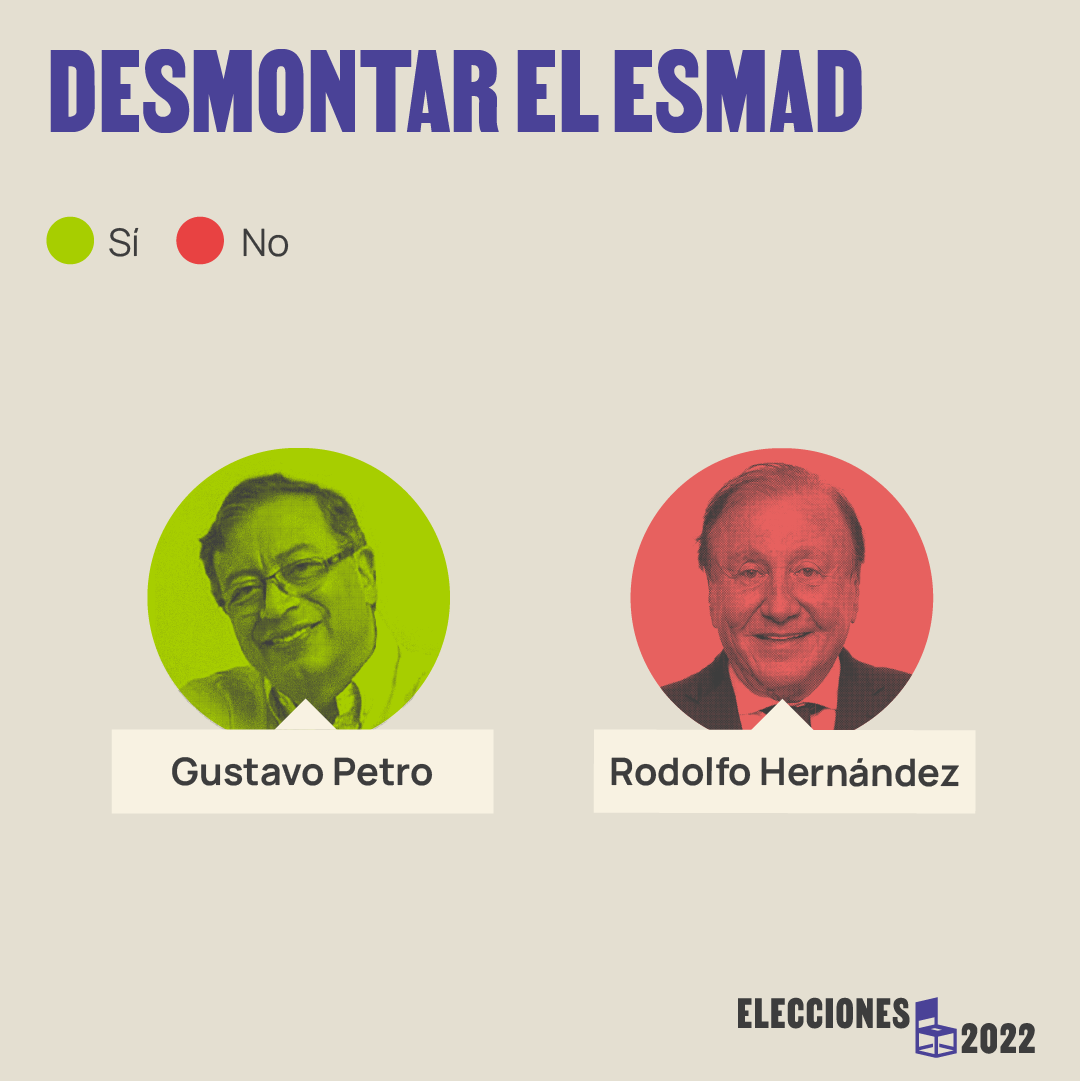 DESMONTAR EL ESMAD
Sí No
Gustavo Petro
Rodolfo Hernández
ELECCIONES
2022